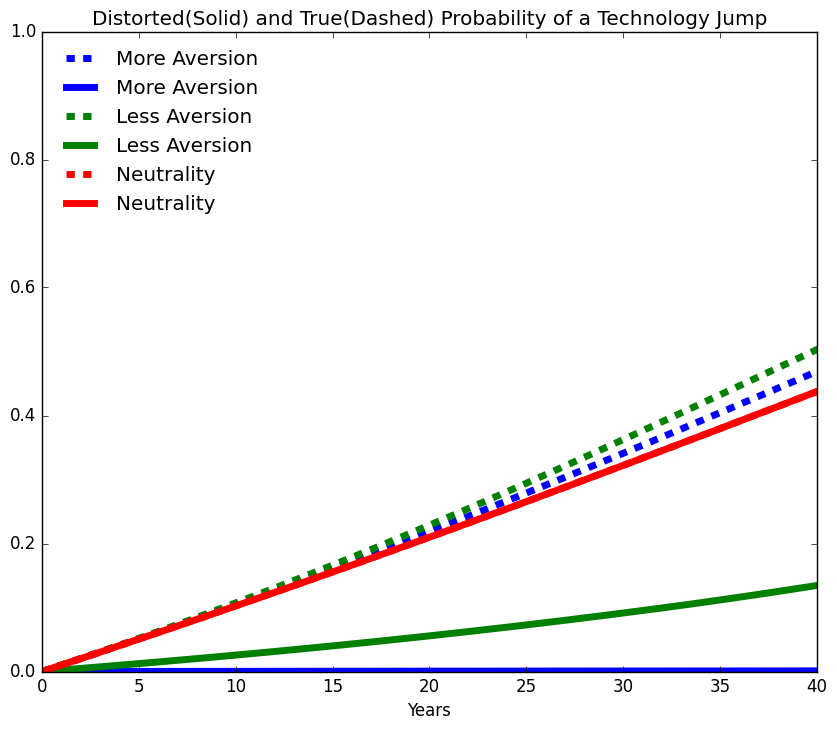 Distorted(Solid) and True(Dashed) Probability of a Technology Jump
1.0
More Aversion
More Aversion
Less Aversion
Less Aversion
Neutrality
Neutrality
0.8
0.6
0.4
0.2
0.0
0 5 10 15 20 25 30 35 40
Years